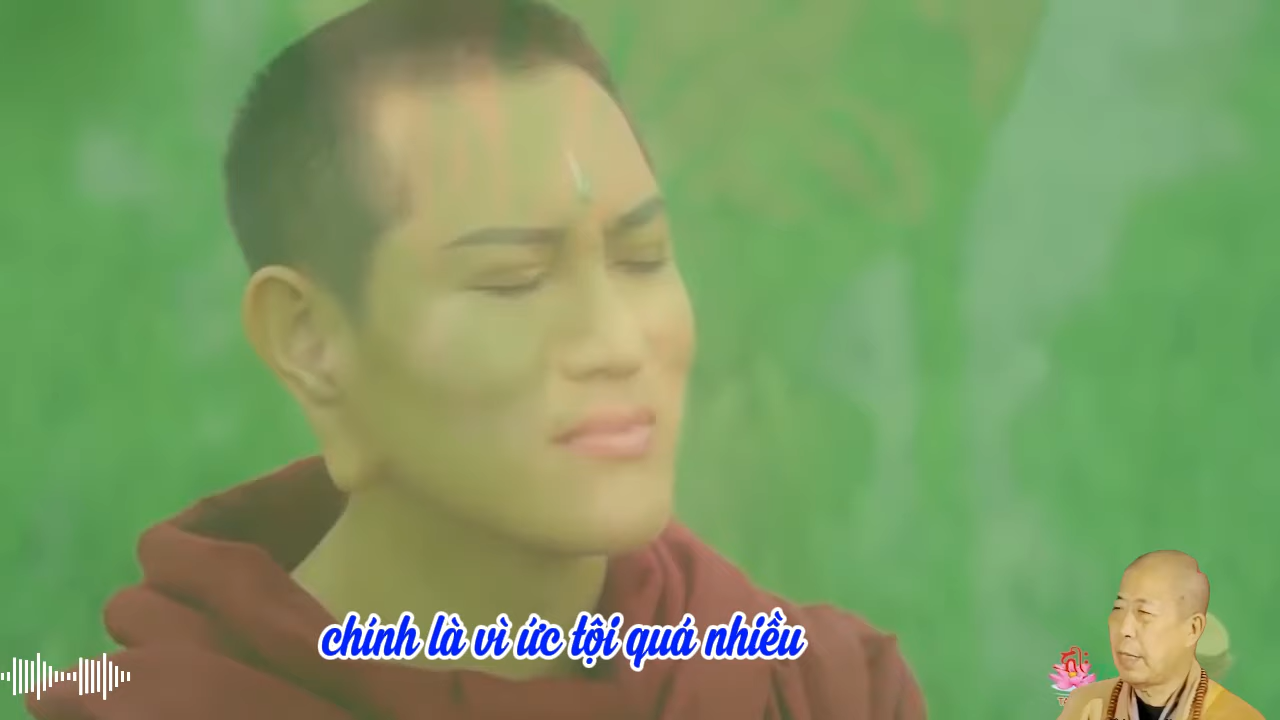 chính là vì ức tội quá nhiều